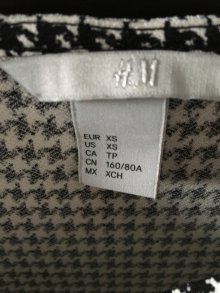 H&M
EUR XS
US XS
CA TP
CN 160/80A
MX XCH